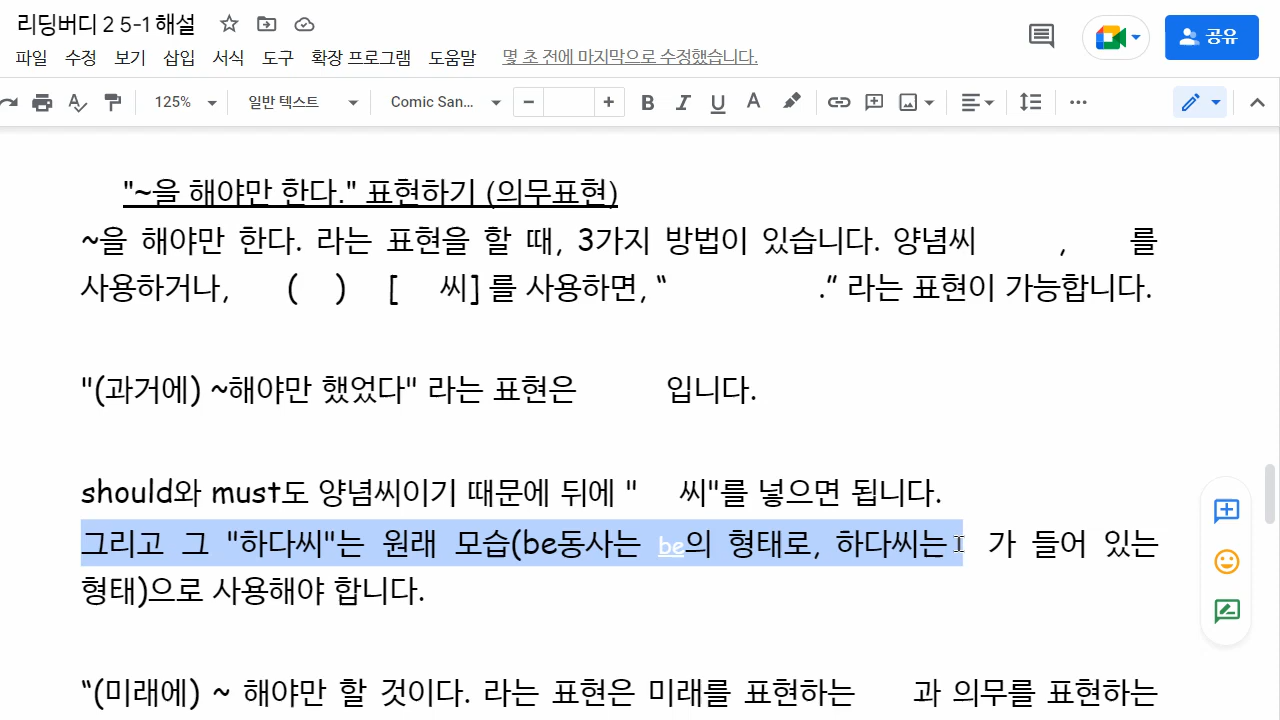 리딩버디 2 5-1 해설
파일 수정 보기 삽입 서식 도구 확장 프로그램 도움말 몇 초 전에 마지막으로 수정했습니다.
공유
125% 일반 텍스트 Comic San... − + B I U A
"~을 해야만 한다." 표현하기 (의무표현)
~을 해야만 한다. 라는 표현을 할 때, 3가지 방법이 있습니다. 양념씨 , 를
사용하거나, ( ) [ 씨] 를 사용하면, “ .” 라는 표현이 가능합니다.
"(과거에) ~해야만 했었다" 라는 표현은 입니다.
should와 must도 양념씨이기 때문에 뒤에 " 씨"를 넣으면 됩니다.
그리고 그 "하다씨"는 원래 모습(be동사는 be의 형태로, 하다씨는 가 들어 있는
형태)으로 사용해야 합니다.
“(미래에) ~ 해야만 할 것이다. 라는 표현은 미래를 표현하는 과 의무를 표현하는